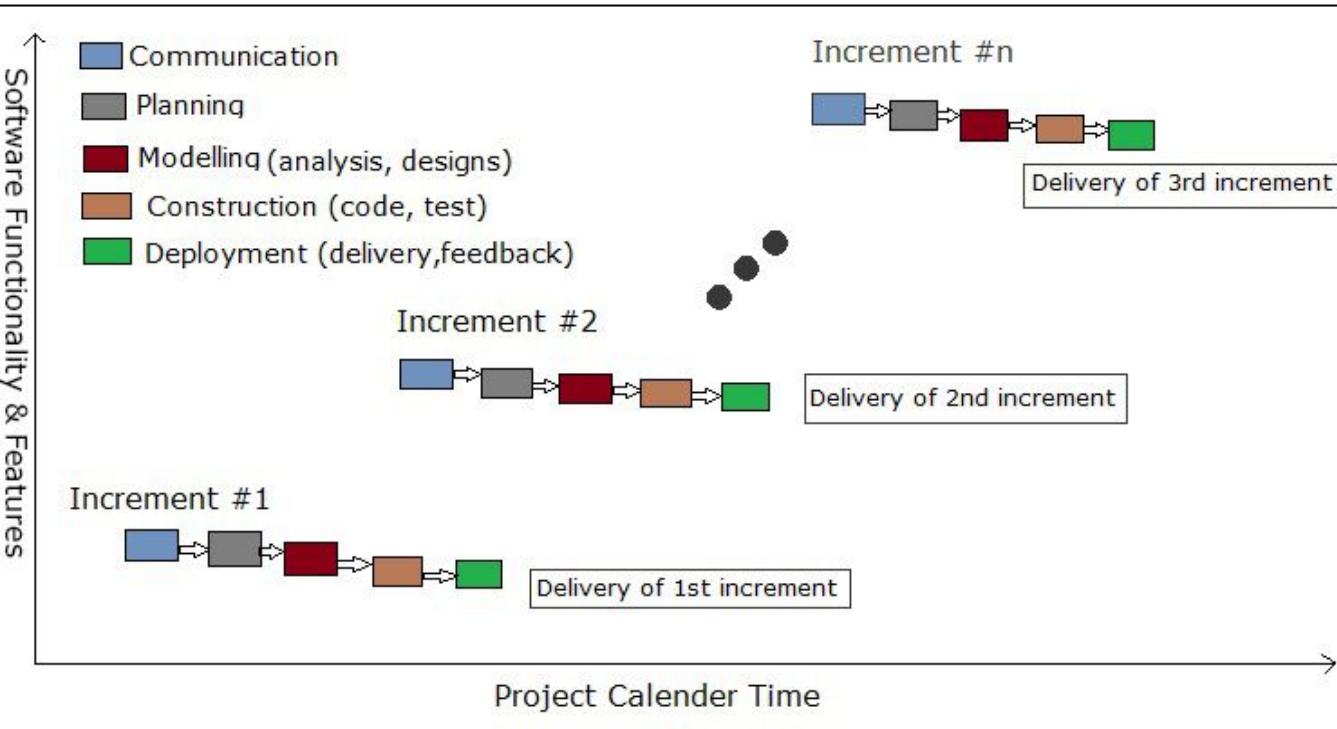 Software Functionality & Features
Communication
Planning
Modelling (analysis, designs)
Construction (code, test)
Deployment (delivery,feedback)
Increment #n
Delivery of 3rd increment
Increment #2
Delivery of 2nd increment
Increment #1
Delivery of 1st increment
Project Calender Time